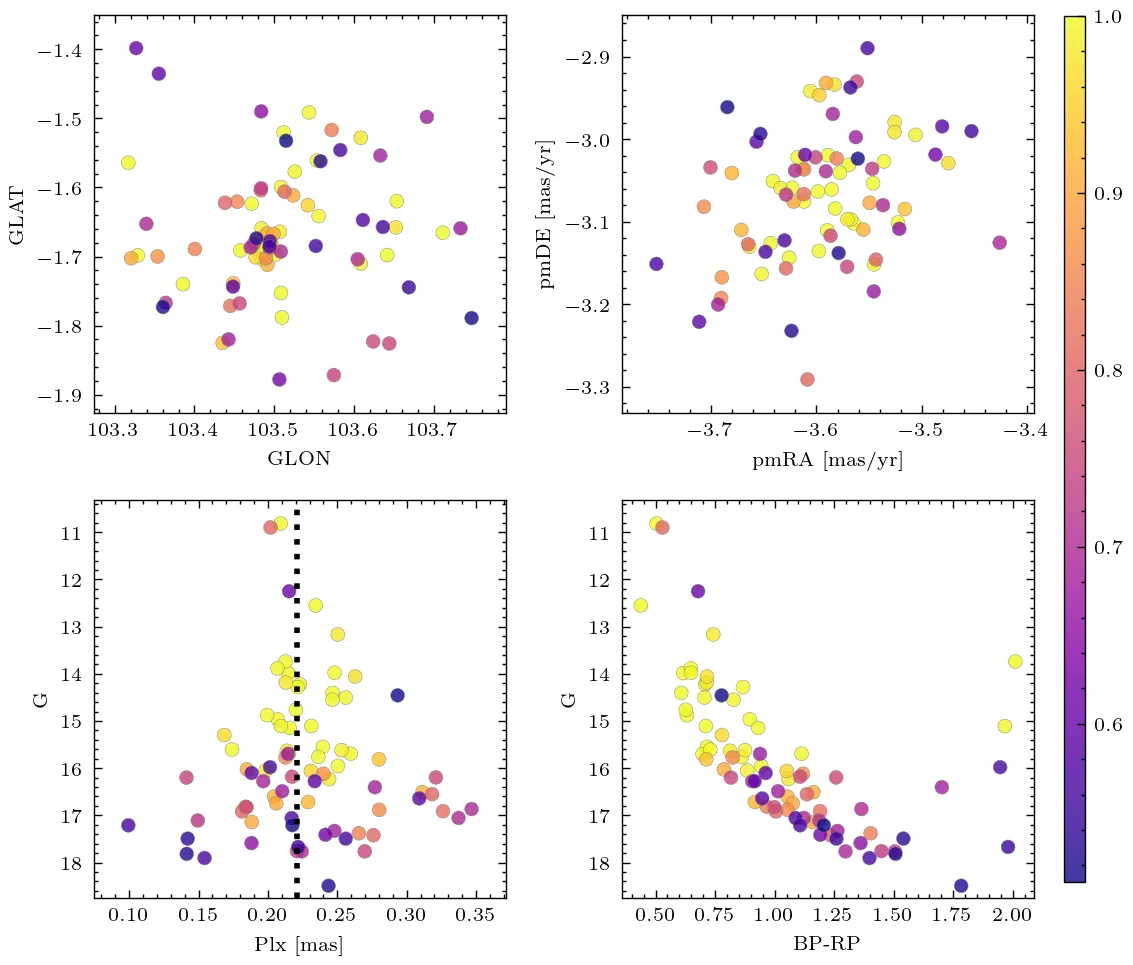 −1.4
−1.5
−1.6
−1.7
−1.8
−1.9
GLAT
103.3 103.4 103.5 103.6 103.7
GLON
−2.9
−3.0
−3.1
−3.2
−3.3
pmDE [mas/yr]
−3.7 −3.6 −3.5 −3.4
pmRA [mas/yr]
11
12
13
14
15
16
17
18
G
0.10 0.15 0.20 0.25 0.30 0.35
Plx [mas]
11
12
13
14
15
16
17
18
G
0.50 0.75 1.00 1.25 1.50 1.75 2.00
BP-RP
1.0
0.9
0.8
0.7
0.6